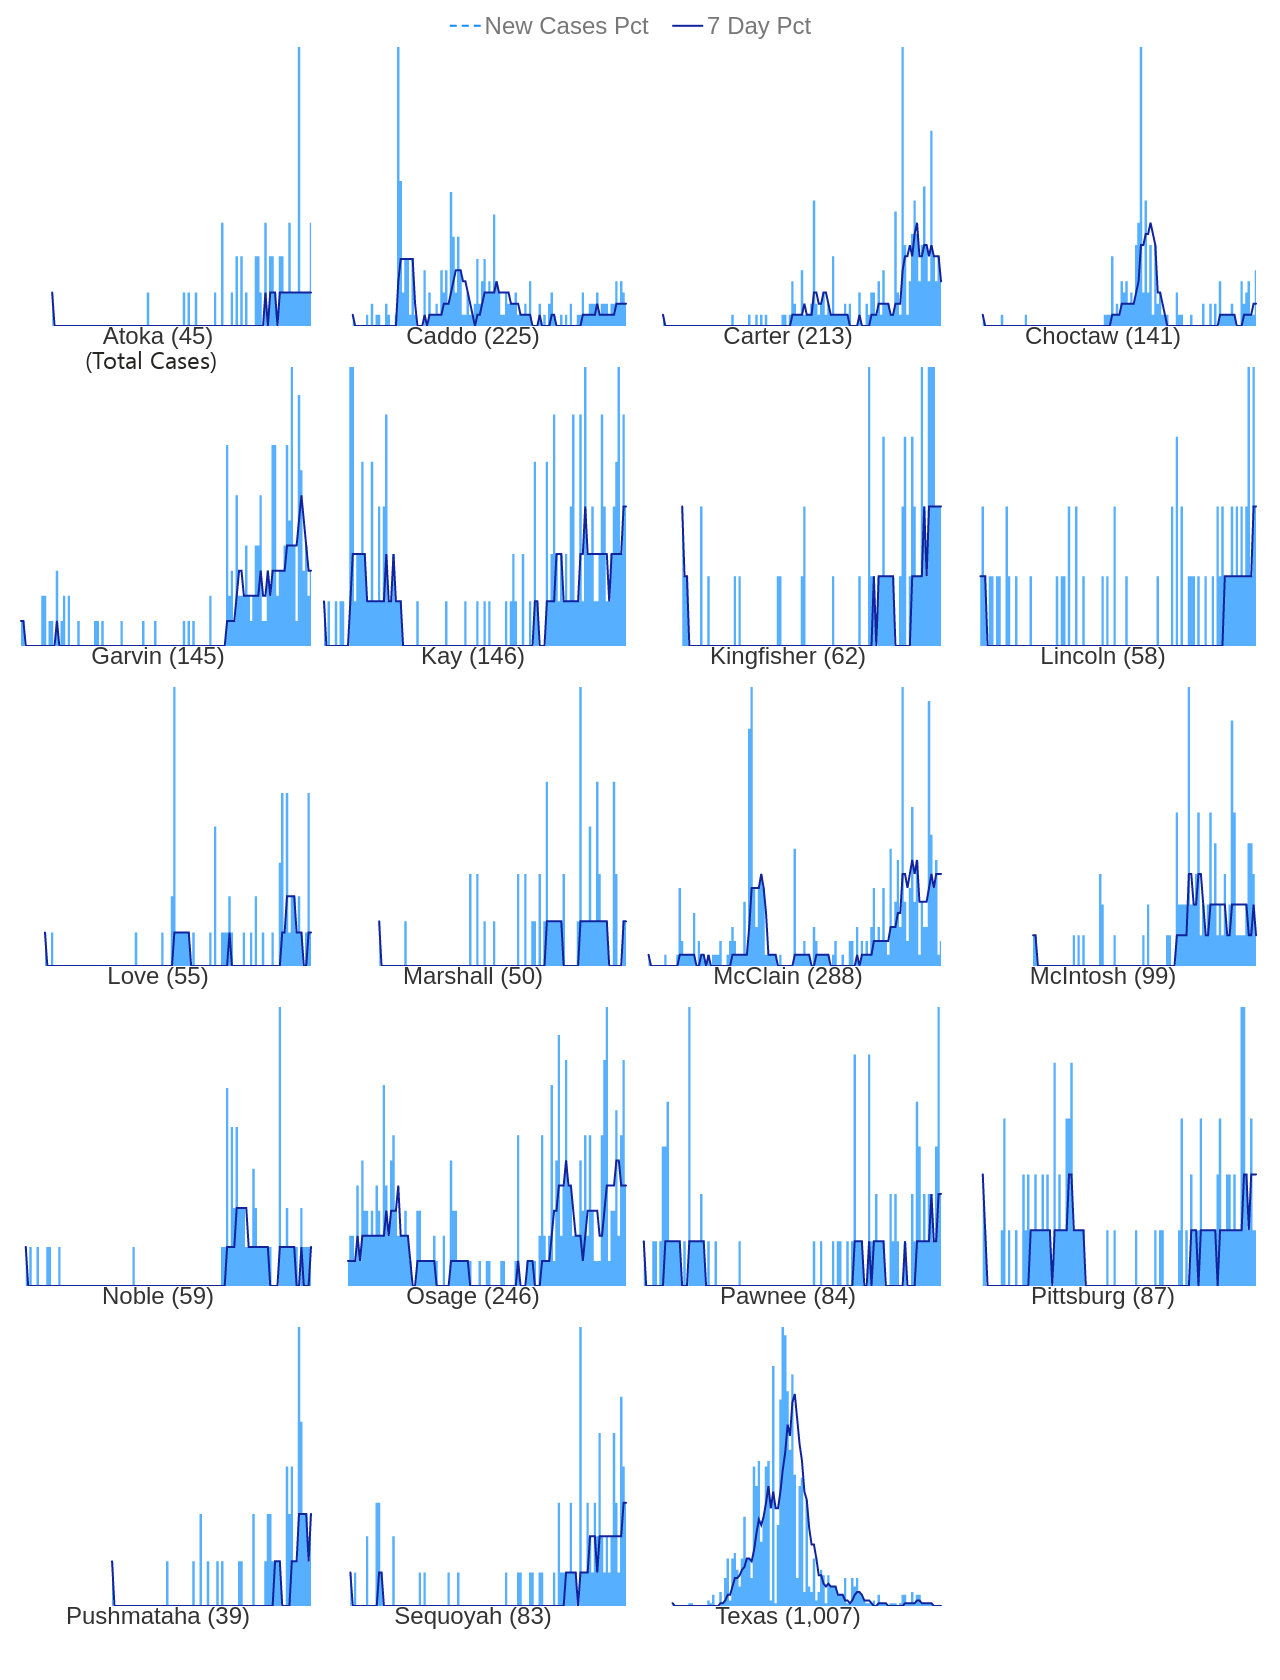 New Cases Pct 7 Day Pct
Atoka (45) Caddo (225) Carter (213) Choctaw (141)
(Total Cases)
Garvin (145) Kay (146) Kingfisher (62) Lincoln (58)
Love (55) Marshall (50) McClain (288) McIntosh (99)
Noble (59) Osage (246) Pawnee (84) Pittsburg (87)
Pushmataha (39) Sequoyah (83) Texas (1,007)